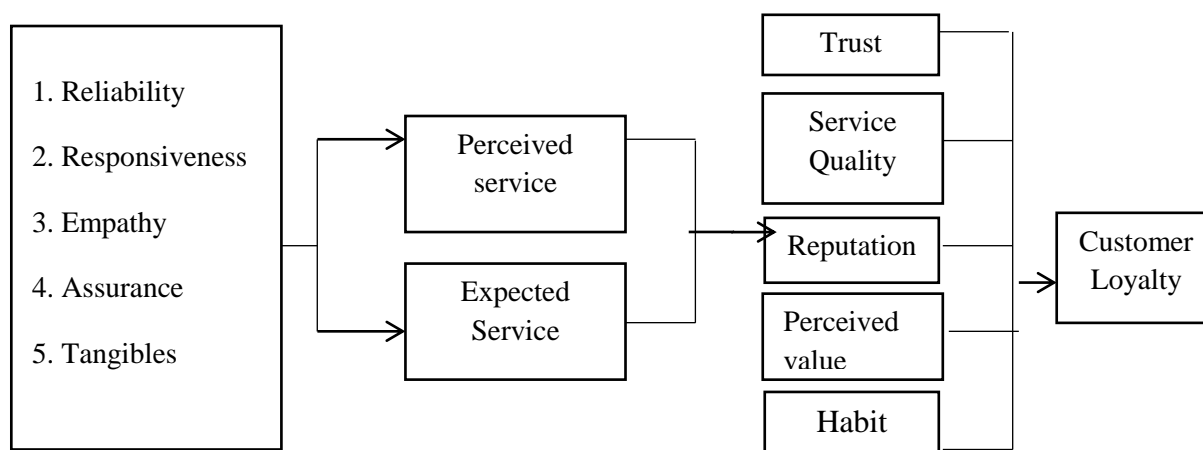 1. Reliability
2. Responsiveness
3. Empathy
4. Assurance
5. Tangibles
Perceived
service
Expected
Service
Trust
Service
Quality
Reputation
Perceived
value
Habit
Customer
Loyalty